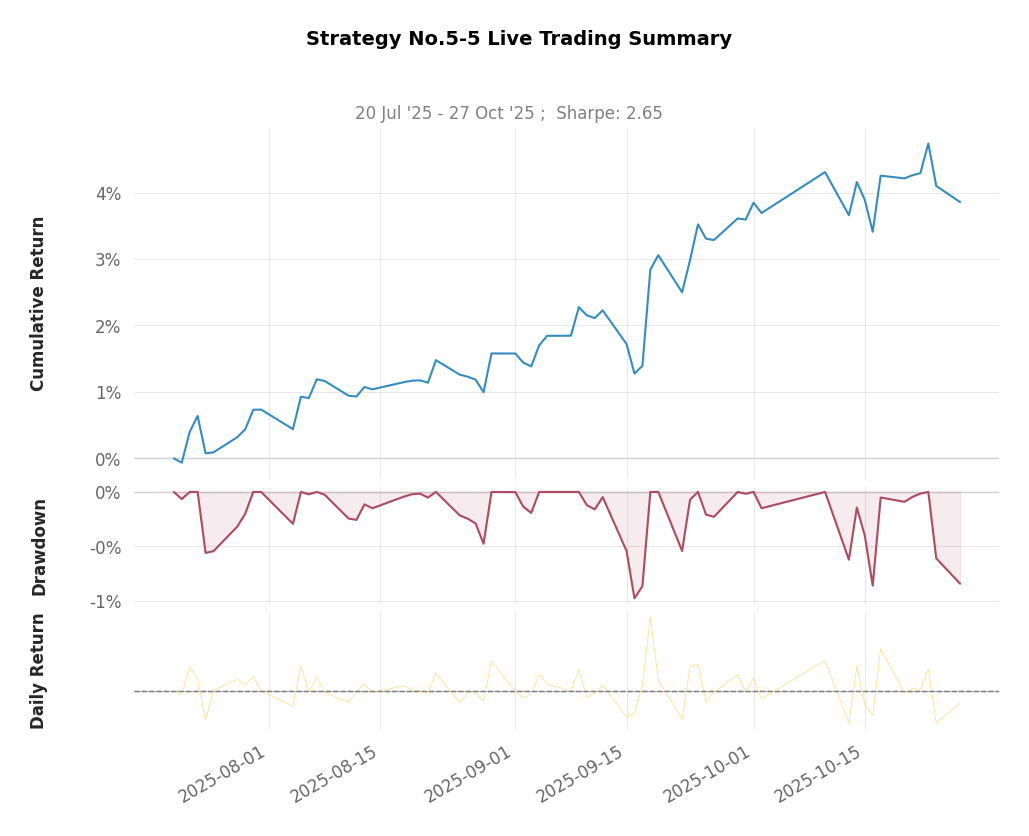 Strategy No.5-5 Live Trading Summary
20 Jul '25 - 27 Oct '25 ;  Sharpe: 2.65
Cumulative Return
4%
3%
2%
1%
0%
Drawdown
0%
-0%
-1%
Daily Return
2025-08-01
2025-08-15
2025-09-01
2025-09-15
2025-10-01
2025-10-15